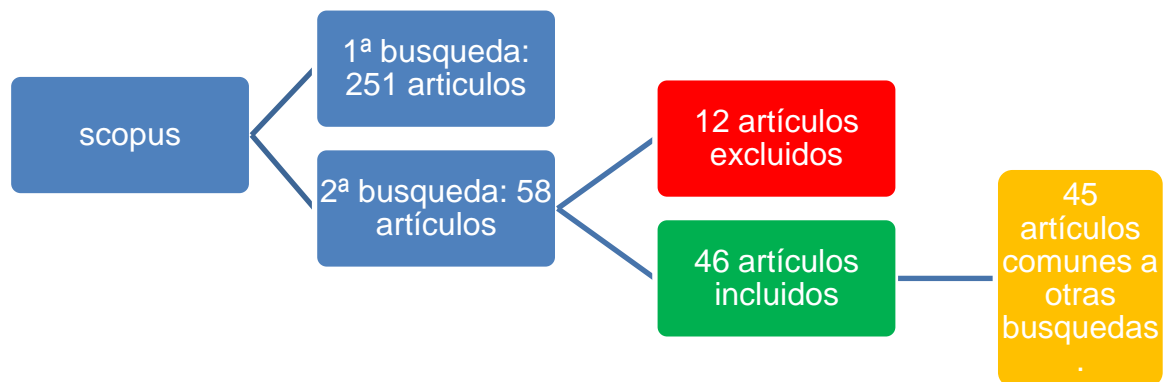 scopus
1ª busqueda:
251 articulos
2ª busqueda: 58
artículos
12 artículos
excluidos
46 artículos
incluidos
45
artículos
comunes a
otras
busquedas
.